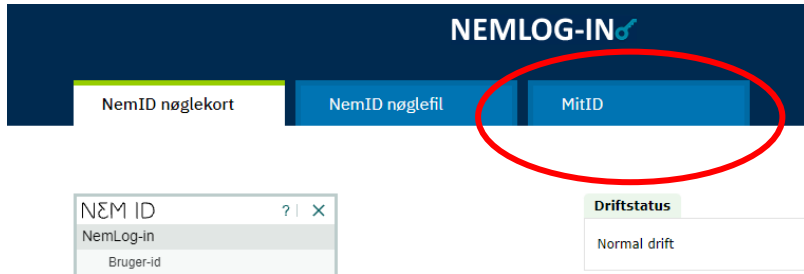 NEMLOG-IN
NemID nøglekort
NemID nøglefil
MitID
NEM ID ?
NemLog-in
Bruger-id
Driftstatus
Normal drift